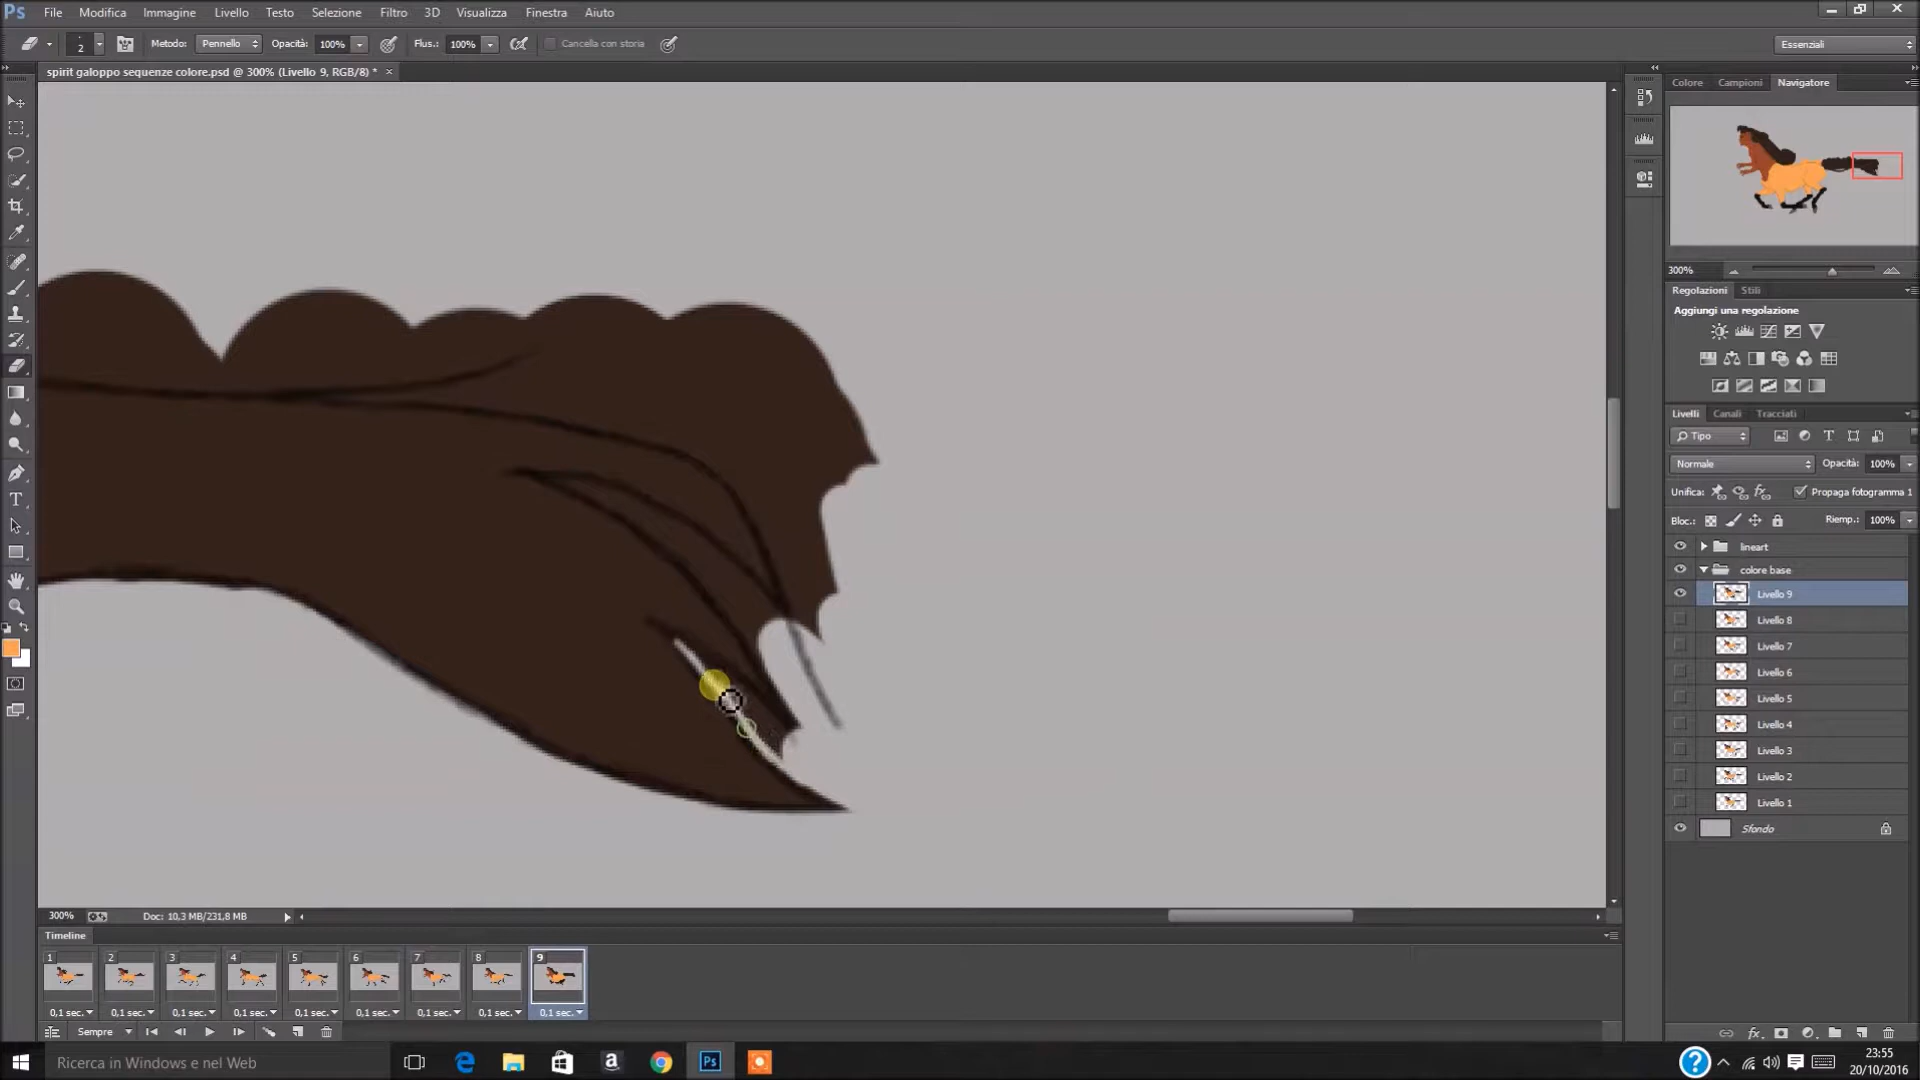 Ps File Modifica Immagine Livello Testo Selezione Filtro 3D Visualizza Finestra Aiuto
2 Metodo: Pennello Opacità: 100% Flus.: 100% Cancella con storia Essenziali
spirit galoppo sequenze colore.psd @ 300% (Livello 9, RGB/8) * ×
Colore Campioni Navigatore
300%
Regolazioni Stili
Aggiungi una regolazione
Livelli Canali Tracciati
Tipo
Normale Opacità: 100%
Unifica: Propaga fotogramma 1
Bloc.: Riemp.: 100%
lineart
colore base
Livello 9
Livello 8
Livello 7
Livello 6
Livello 5
Livello 4
Livello 3
Livello 2
Livello 1
Sfondo
300% Doc: 10,3 MB/231,8 MB
Timeline
1 2 3 4 5 6 7 8 9
0,1 sec. 0,1 sec. 0,1 sec. 0,1 sec. 0,1 sec. 0,1 sec. 0,1 sec. 0,1 sec. 0,1 sec.
Sempre
Ricerca in Windows e nel Web
23:55
20/10/2016